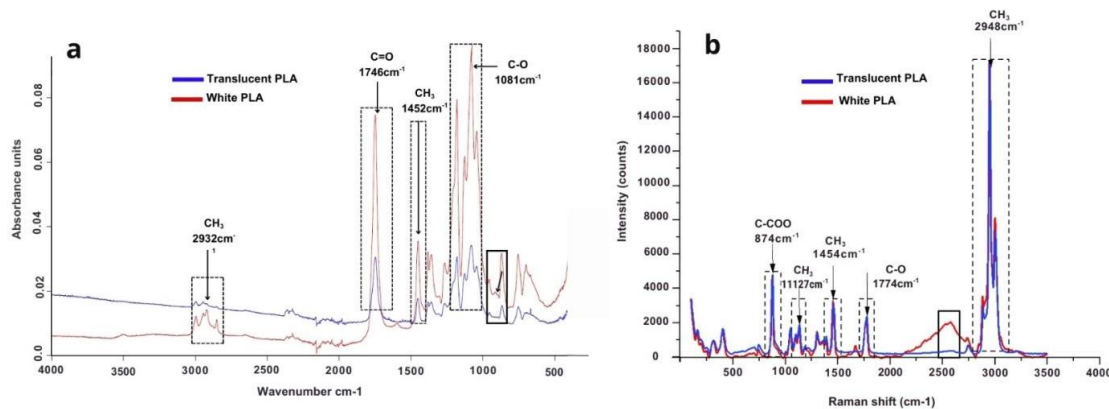 a
C=O
1746cm-1
C-O
1081cm-1
Translucent PLA
White PLA
CH3
1452cm-1
CH3
2932cm-
1
Absorbance units
0.08
0.06
0.04
0.02
0.0
4000
3500
3000
2500
2000
1500
1000
500
Wavenumber cm-1
b
CH3
2948cm-1
Translucent PLA
White PLA
C-COO
874cm-1
CH3
11127cm-1
CH3
1454cm-1
C-O
1774cm-1
Intensity (counts)
18000
16000
14000
12000
10000
8000
6000
4000
2000
0
500
1000
1500
2000
2500
3000
3500
4000
Raman shift (cm-1)